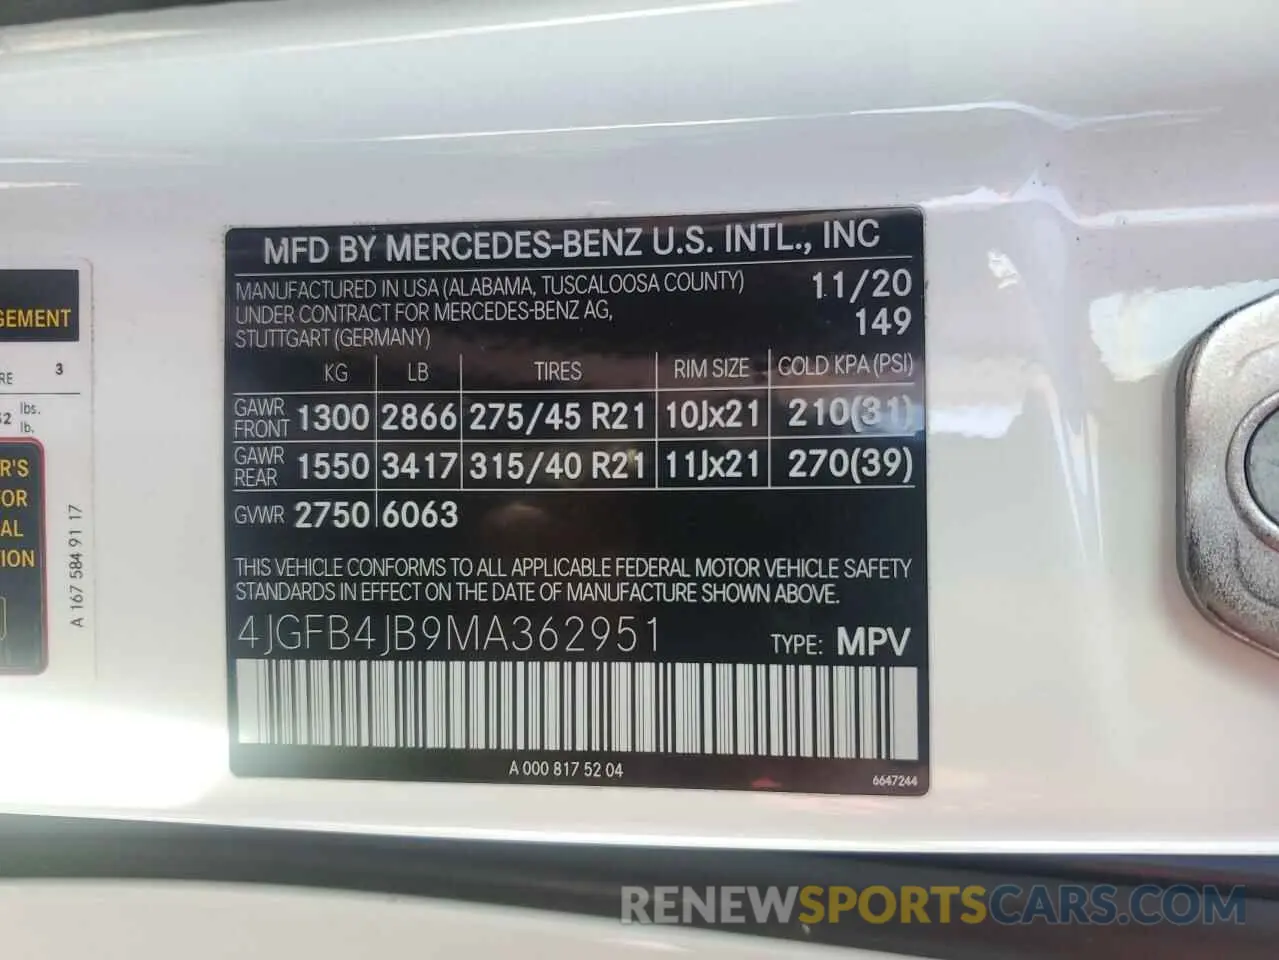 MFD BY MERCEDES-BENZ U.S. INTL., INC
MANUFACTURED IN USA (ALABAMA, TUSCALOOSA COUNTY) 11/20
UNDER CONTRACT FOR MERCEDES-BENZ AG, 149
STUTTGART (GERMANY)
KG LB TIRES RIM SIZE COLD KPA (PSI)
GAWR FRONT 1300 2866 275/45 R21 10Jx21 210(31)
GAWR REAR 1550 3417 315/40 R21 11Jx21 270(39)
GVWR 2750 6063
THIS VEHICLE CONFORMS TO ALL APPLICABLE FEDERAL MOTOR VEHICLE SAFETY
STANDARDS IN EFFECT ON THE DATE OF MANUFACTURE SHOWN ABOVE.
4JGFB4JB9MA362951 TYPE: MPV
A 000 817 52 04
6647244
GEMENT
RE 3
52 lbs.
lb.
R'S
OR
AL
ION
A 167 584 91 17
RENEWSPORTSCARS.COM